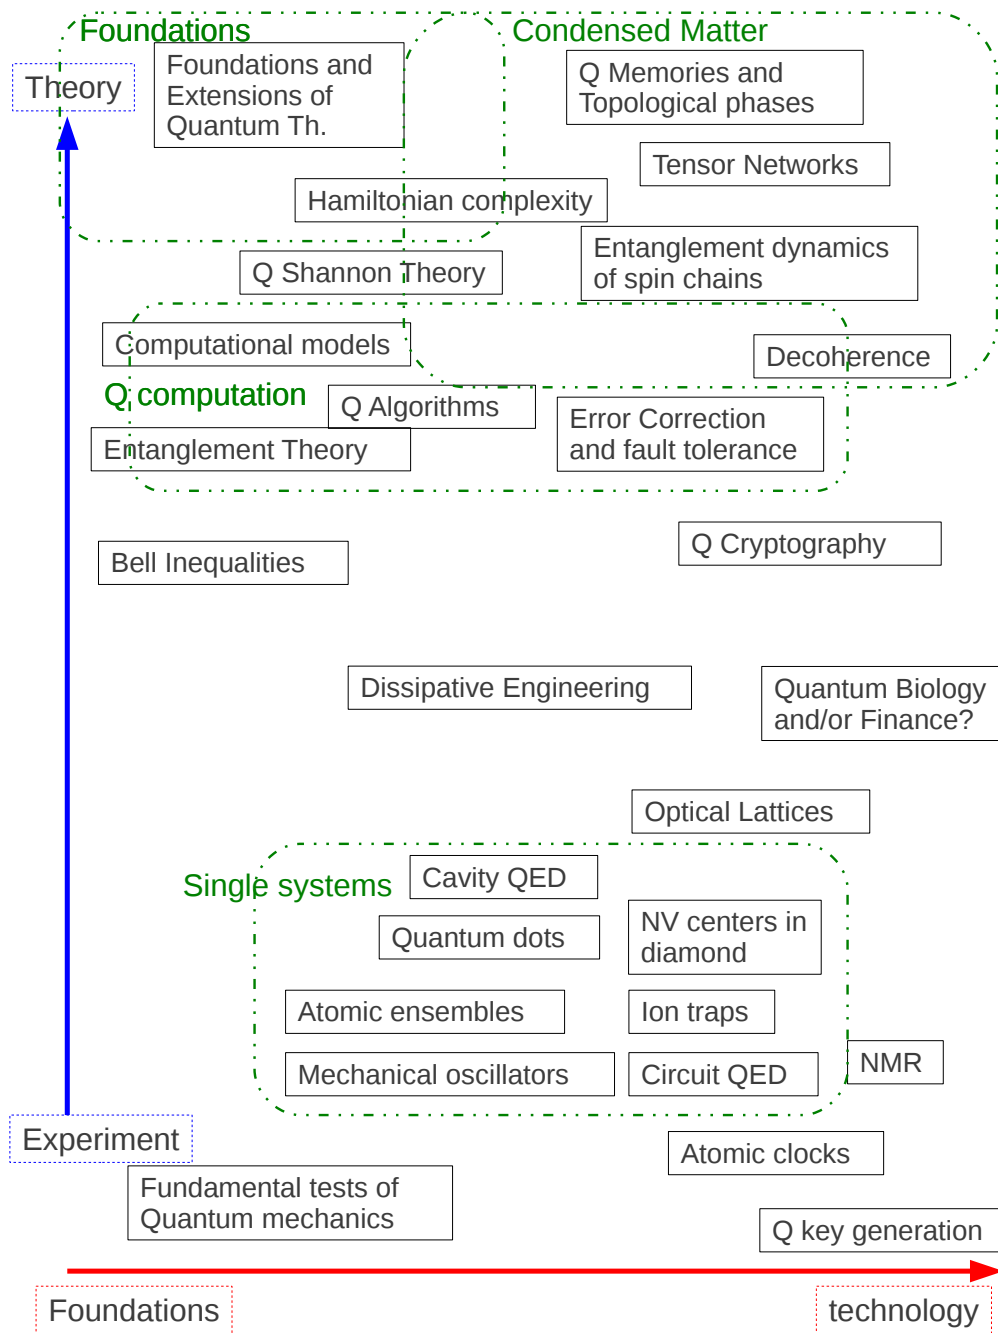 Foundations
Condensed Matter
Theory
Foundations and
Extensions of
Quantum Th.
Q Memories and
Topological phases
Tensor Networks
Hamiltonian complexity
Entanglement dynamics
of spin chains
Q Shannon Theory
Computational models
Decoherence
Q computation
Q Algorithms
Error Correction
and fault tolerance
Entanglement Theory
Q Cryptography
Bell Inequalities
Dissipative Engineering
Quantum Biology
and/or Finance?
Optical Lattices
Single systems
Cavity QED
NV centers in
diamond
Quantum dots
Atomic ensembles
Ion traps
Mechanical oscillators
Circuit QED
NMR
Experiment
Atomic clocks
Fundamental tests of
Quantum mechanics
Q key generation
Foundations
technology